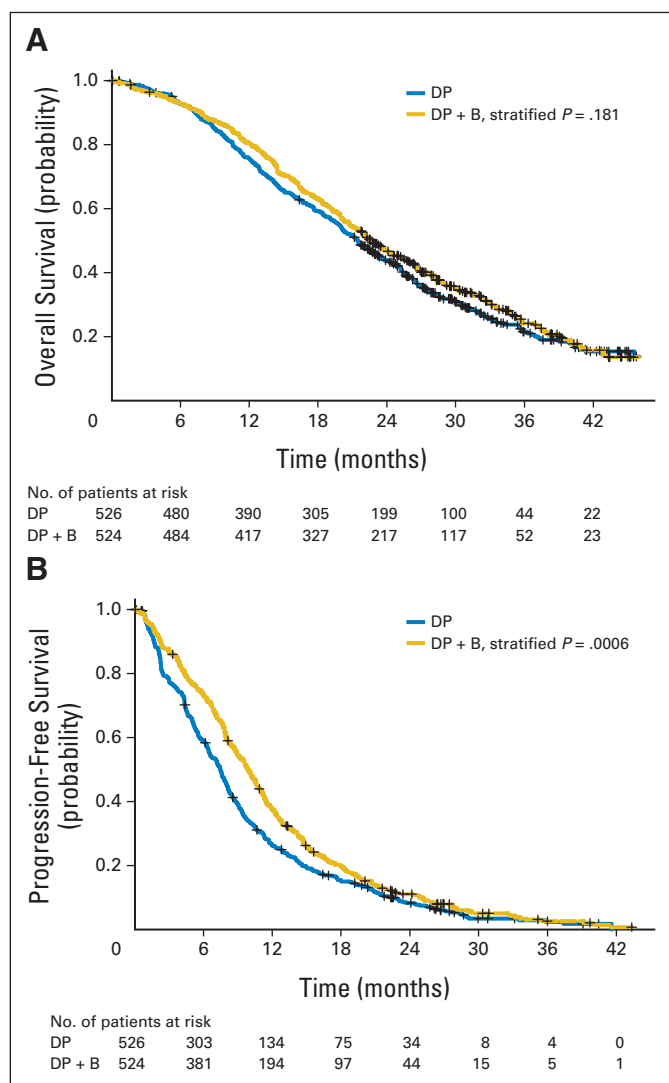 A
Overall Survival (probability)
1.0
0.8
0.6
0.4
0.2
DP
DP + B, stratified P = .181
0 6 12 18 24 30 36 42
Time (months)
No. of patients at risk
DP 526 480 390 305 199 100 44 22
DP + B 524 484 417 327 217 117 52 23
B
Progression-Free Survival
(probability)
1.0
0.8
0.6
0.4
0.2
DP
DP + B, stratified P = .0006
0 6 12 18 24 30 36 42
Time (months)
No. of patients at risk
DP 526 303 134 75 34 8 4 0
DP + B 524 381 194 97 44 15 5 1